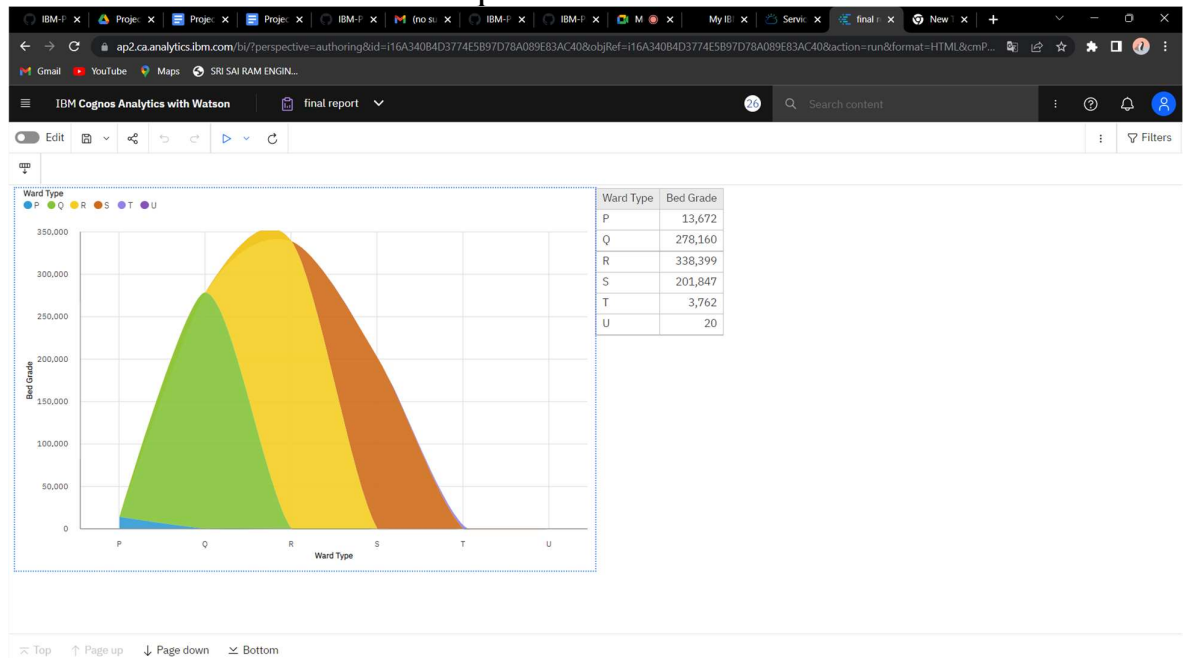 IBM-P Projec Projec Projec IBM-P M (no su IBM-P IBM-P M My IBI Servic final r New T
ap2.ca.analytics.ibm.com/bi/?perspective=authoring&id=i16A340B4D3774E5B97D78A089E83AC40&objRef=i16A340B4D3774E5B97D78A089E83AC40&action=run&format=HTML&cmP...
Gmail YouTube Maps SRI SAI RAM ENGIN...
IBM Cognos Analytics with Watson final report 26 Search content
Edit Filters
Ward Type
P Q R S T U
350,000
300,000
250,000
200,000
150,000
100,000
50,000
0
Bed Grade
P Q R S T U
Ward Type
Ward Type Bed Grade
P 13,672
Q 278,160
R 338,399
S 201,847
T 3,762
U 20
Top Page up Page down Bottom